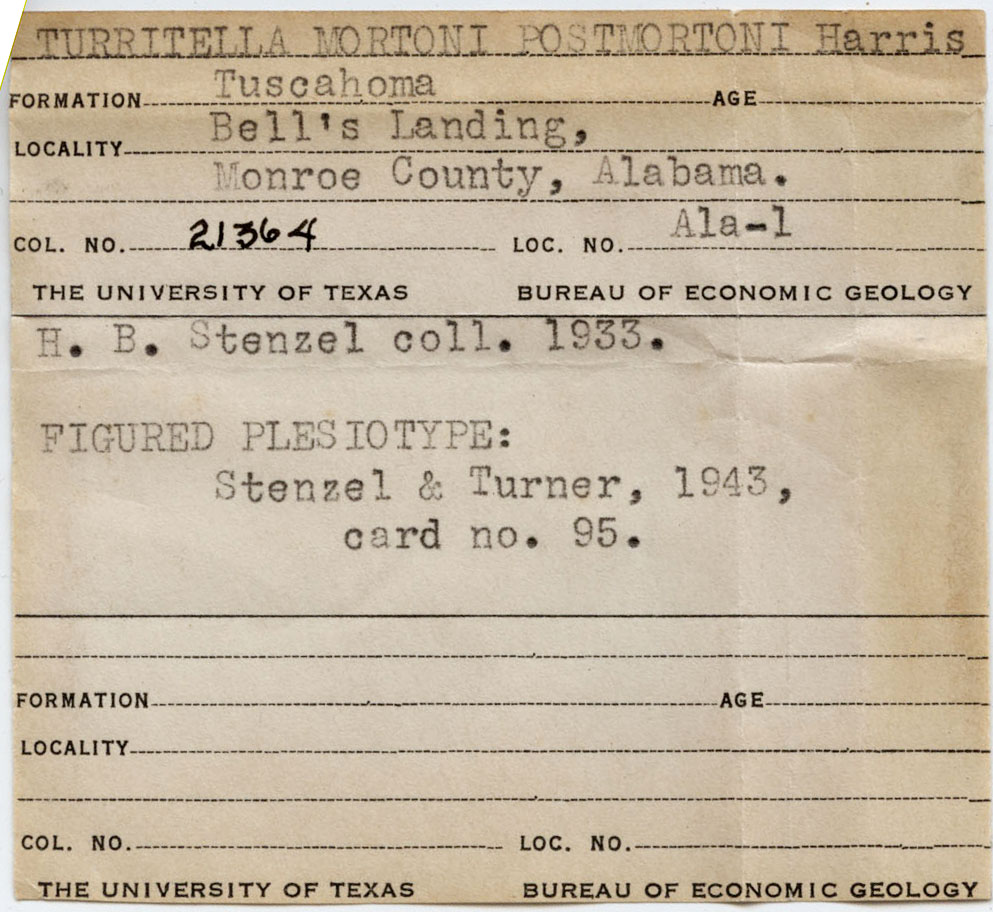 TURRITELLA MORTONI POSTMORTONI Harris
FORMATION Tuscahoma AGE
LOCALITY Bell's Landing,
Monroe County, Alabama.
COL. NO. 21364 LOC. NO. Ala-1
THE UNIVERSITY OF TEXAS BUREAU OF ECONOMIC GEOLOGY
H. B. Stenzel coll. 1933.
FIGURED PLESIOTYPE:
Stenzel & Turner, 1943,
card no. 95.
FORMATION AGE
LOCALITY
COL. NO. LOC. NO.
THE UNIVERSITY OF TEXAS BUREAU OF ECONOMIC GEOLOGY